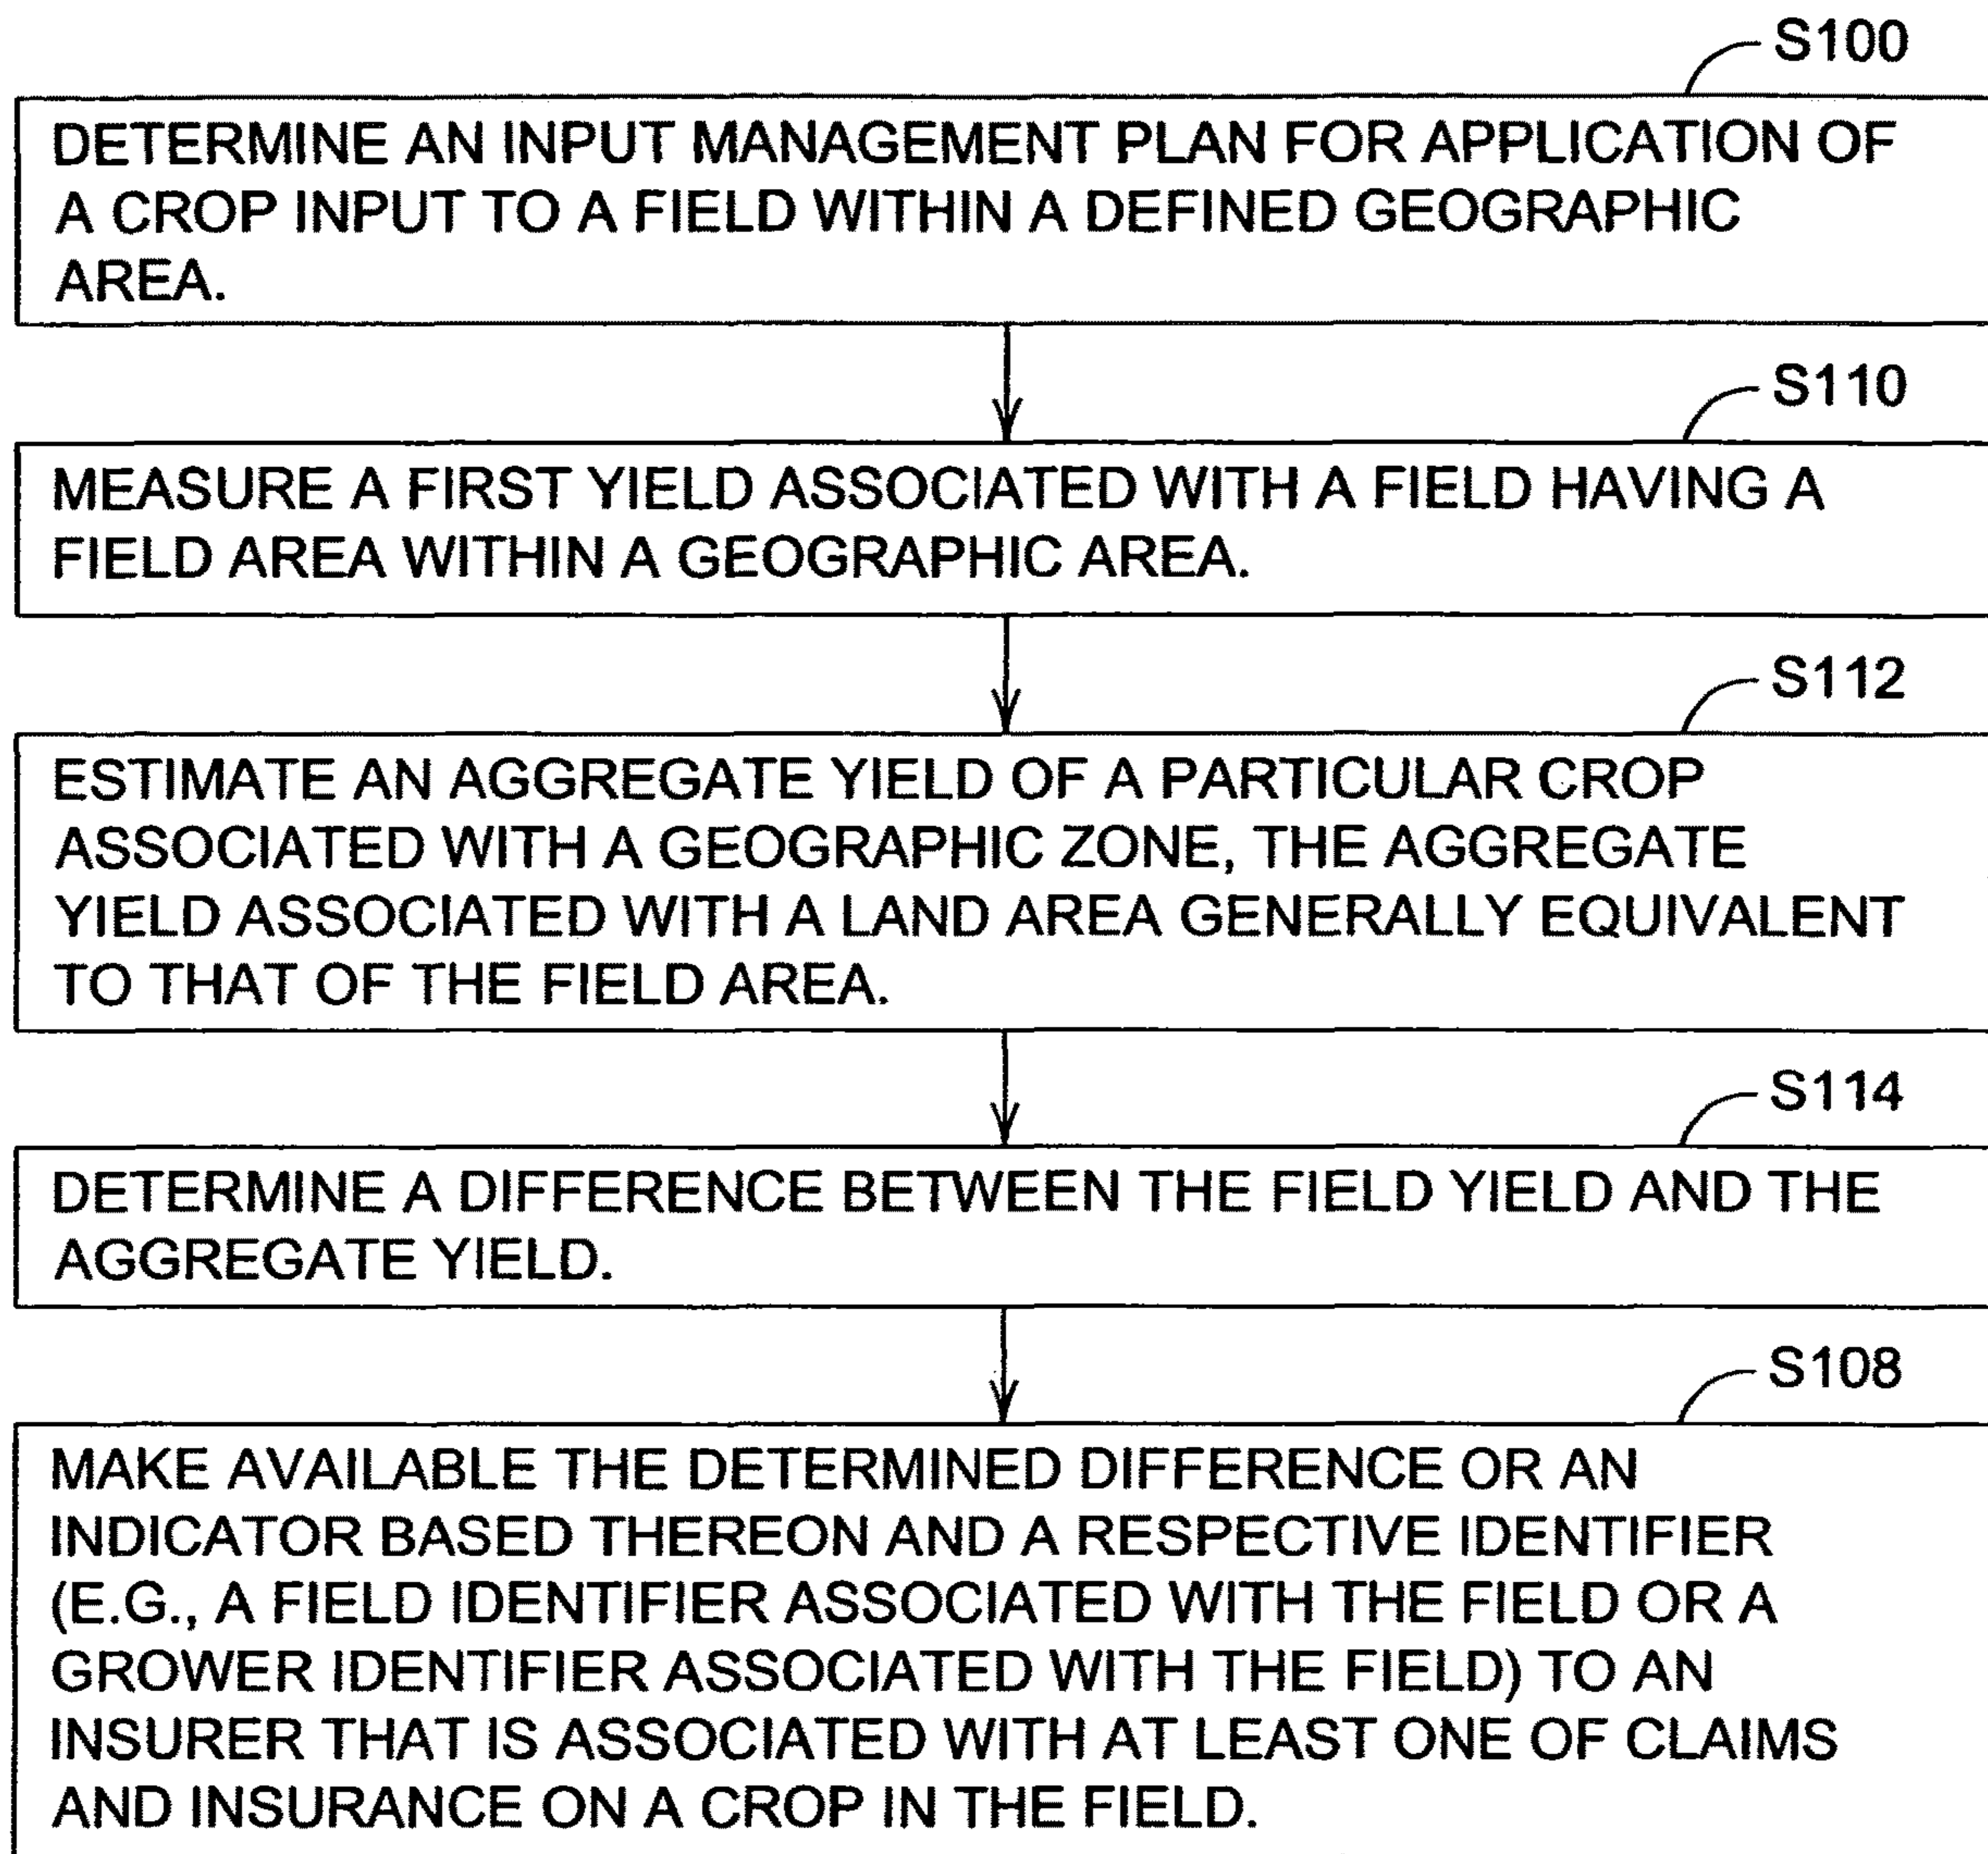 S100
DETERMINE AN INPUT MANAGEMENT PLAN FOR APPLICATION OF
A CROP INPUT TO A FIELD WITHIN A DEFINED GEOGRAPHIC
AREA.
S110
MEASURE A FIRST YIELD ASSOCIATED WITH A FIELD HAVING A
FIELD AREA WITHIN A GEOGRAPHIC AREA.
S112
ESTIMATE AN AGGREGATE YIELD OF A PARTICULAR CROP
ASSOCIATED WITH A GEOGRAPHIC ZONE, THE AGGREGATE
YIELD ASSOCIATED WITH A LAND AREA GENERALLY EQUIVALENT
TO THAT OF THE FIELD AREA.
S114
DETERMINE A DIFFERENCE BETWEEN THE FIELD YIELD AND THE
AGGREGATE YIELD.
S108
MAKE AVAILABLE THE DETERMINED DIFFERENCE OR AN
INDICATOR BASED THEREON AND A RESPECTIVE IDENTIFIER
(E.G., A FIELD IDENTIFIER ASSOCIATED WITH THE FIELD OR A
GROWER IDENTIFIER ASSOCIATED WITH THE FIELD) TO AN
INSURER THAT IS ASSOCIATED WITH AT LEAST ONE OF CLAIMS
AND INSURANCE ON A CROP IN THE FIELD.